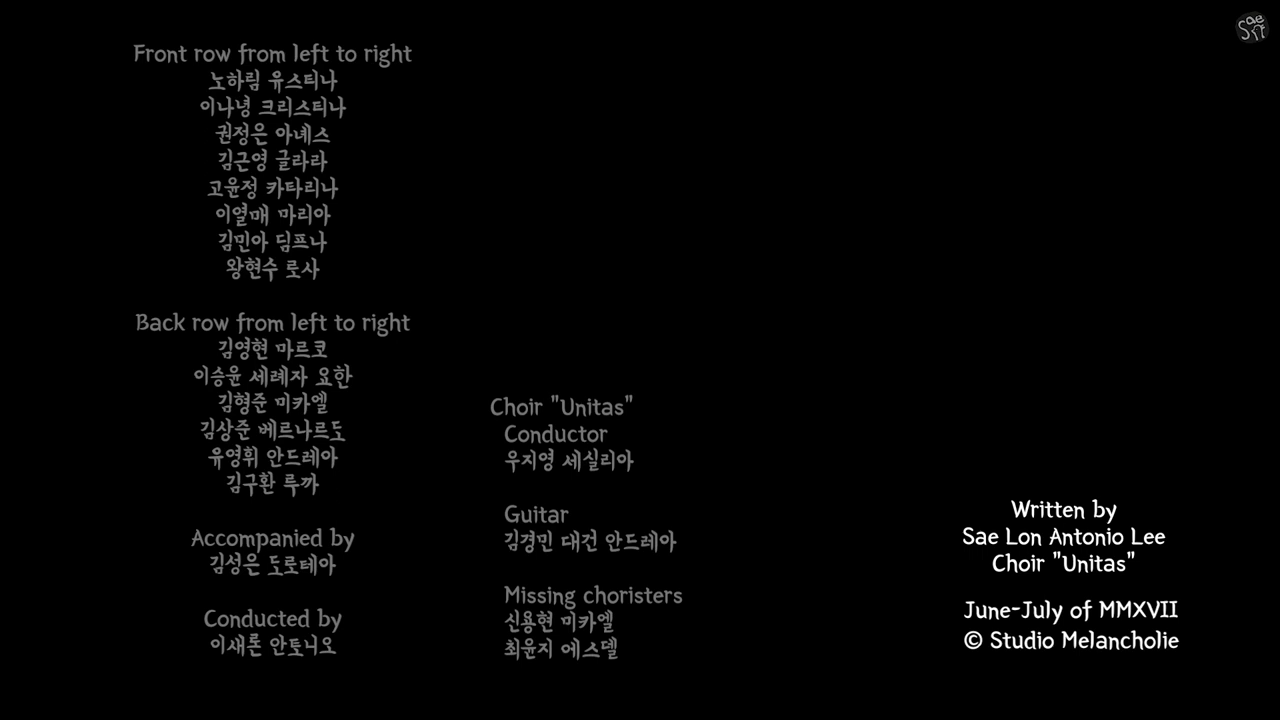 Front row from left to right
노하림 유스티나
이나녕 크리스티나
권정은 아녜스
김근영 글라라
고윤정 카타리나
이열매 마리아
김민아 딤프나
왕현수 로사
Back row from left to right
김영현 마르코
이승윤 세례자 요한
김형준 미카엘
김상준 베르나르도
유영휘 안드레아
김구환 루까
Accompanied by
김성은 도로테아
Conducted by
이새론 안토니오
Choir "Unitas"
Conductor
우지영 세실리아
Guitar
김경민 대건 안드레아
Missing choristers
신용현 미카엘
최윤지 에스델
Written by
Sae Lon Antonio Lee
Choir "Unitas"
June-July of MMXVII
© Studio Melancholie